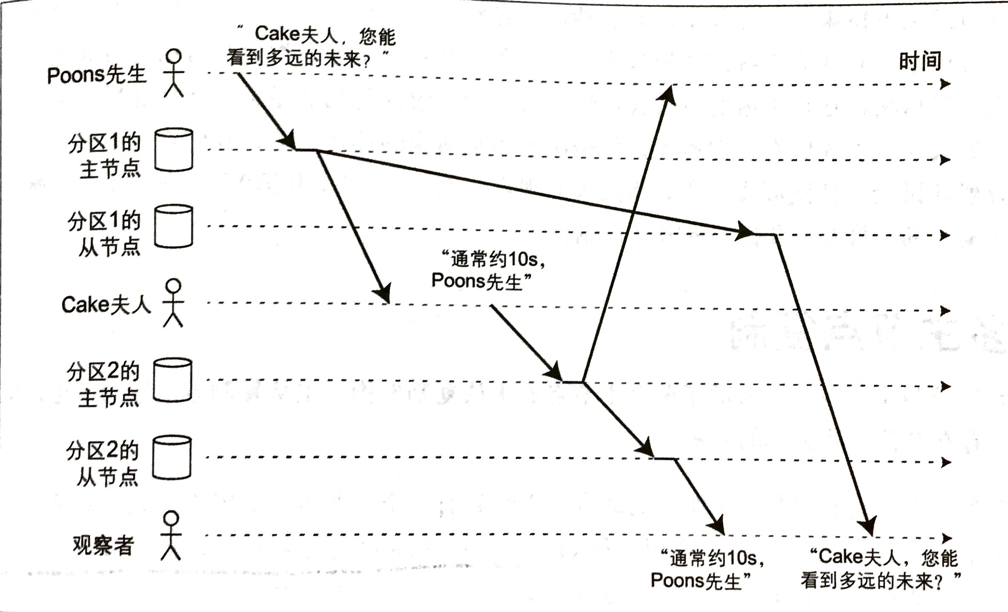 “ Cake夫人，您能
看到多远的未来？”
时间
Poons先生
分区1的
主节点
分区1的
从节点
“通常约10s，
Poons先生”
Cake夫人
分区2的
主节点
分区2的
从节点
观察者
“通常约10s，
Poons先生”
“Cake夫人，您能
看到多远的未来？”